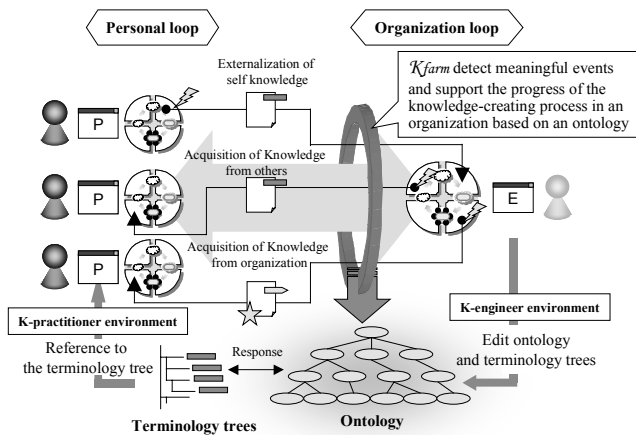 Personal loop
Organization loop
Externalization of
self knowledge
Kfarm detect meaningful events
and support the progress of the
knowledge-creating process in an
organization based on an ontology
P
Acquisition of Knowledge
from others
P
E
Acquisition of Knowledge
from organization
P
K-practitioner environment
K-engineer environment
Reference to
the terminology tree
Response
Edit ontology
and terminology trees
Terminology trees
Ontology